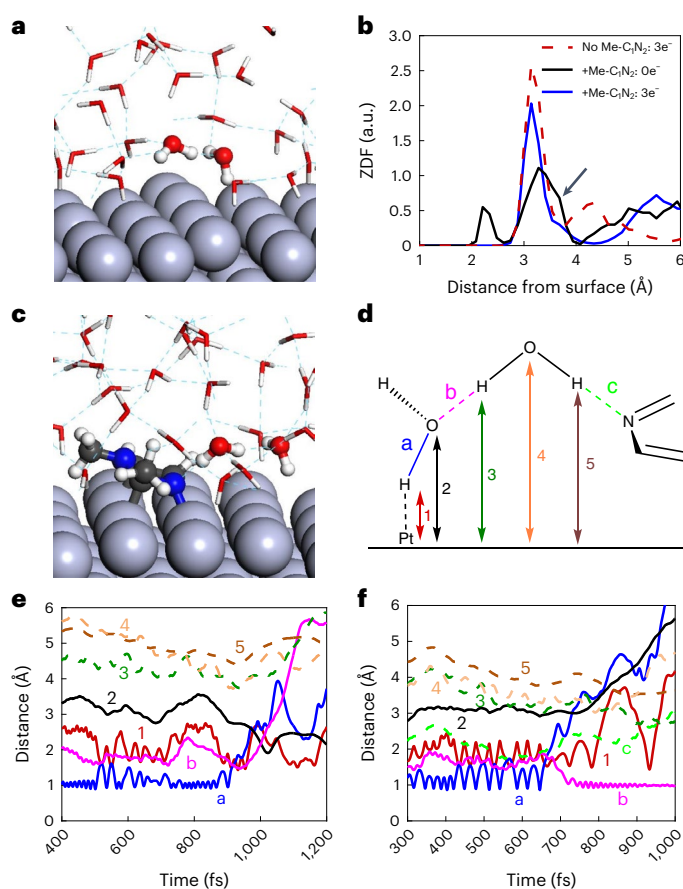 a
b
No Me-C₁N₂: 3e⁻
+Me-C₁N₂: 0e⁻
+Me-C₁N₂: 3e⁻
ZDF (a.u.)
3.0
2.5
2.0
1.5
1.0
0.5
0
1 2 3 4 5 6
Distance from surface (Å)
c
d
O
H H H
b c
O N
a
H
1 2 3 4 5
Pt
e
Distance (Å)
6
5
4
3
2
1
0
4
5
3
2
1
b
a
400 600 800 1,000 1,200
Time (fs)
f
Distance (Å)
6
5
4
3
2
1
0
5
4
3
2
c
1
a
b
300 400 500 600 700 800 900 1,000
Time (fs)